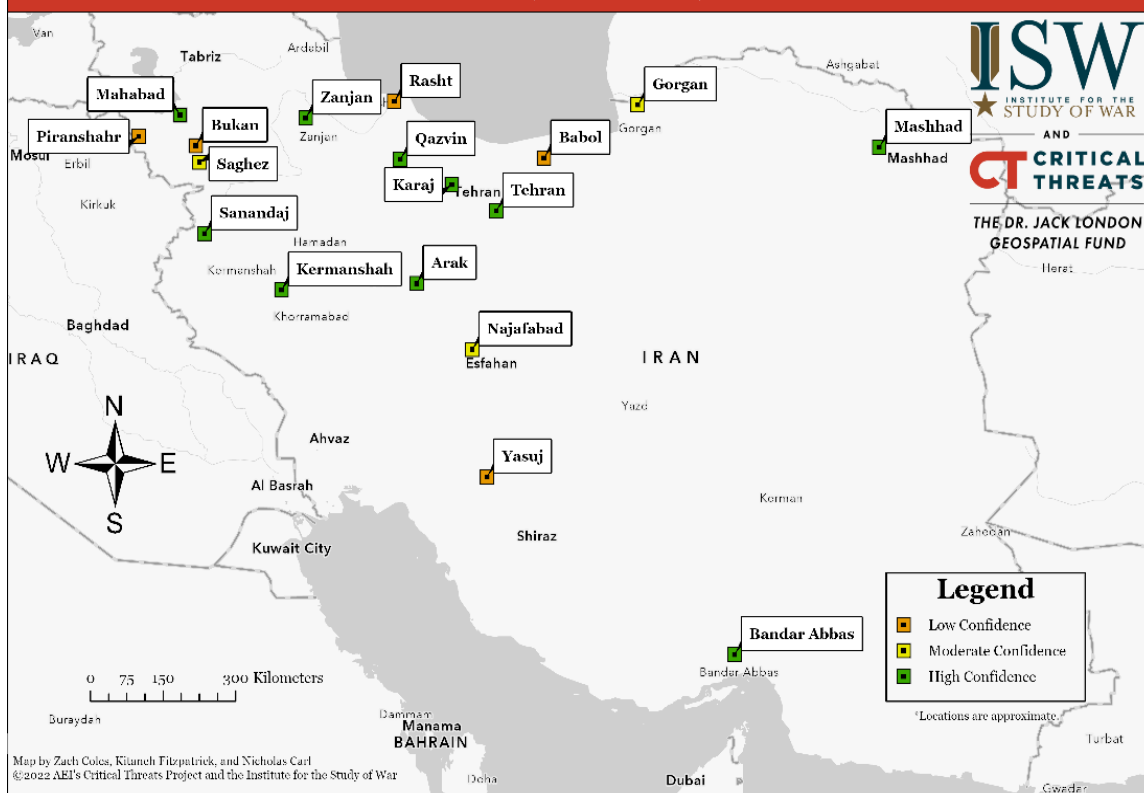 Van
Tabriz
Ardabil
Mahabad
Zanjan
Rasht
Gorgan
Ashgabat
ISW
INSTITUTE FOR THE
STUDY OF WAR
AND
CT CRITICAL
THREATS
THE DR. JACK LONDON
GEOSPATIAL FUND
Piranshahr
Bukan
Zanjan
Qazvin
Babol
Gorgan
Mashhad
Mashhad
Mosul
Erbil
Saghez
Karaj
Tehran
Tehran
Kirkuk
Sanandaj
Hamadan
Kermanshah
Kermanshah
Arak
Herat
Khorramabad
Baghdad
Najafabad
IRAQ
Esfahan
IRAN
Yazd
N
W
E
S
Ahvaz
Yasuj
Al Basrah
Kerman
Shiraz
Zahedan
Kuwait City
Legend
Low Confidence
Moderate Confidence
High Confidence
*Locations are approximate.
Bandar Abbas
Bandar Abbas
0 75 150 300 Kilometers
Buraydah
Dammam
Manama
BAHRAIN
Turbat
Map by Zach Coles, Kitaneh Fitzpatrick, and Nicholas Carl
©2022 AEI's Critical Threats Project and the Institute for the Study of War
Doha
Dubai
Gwadar